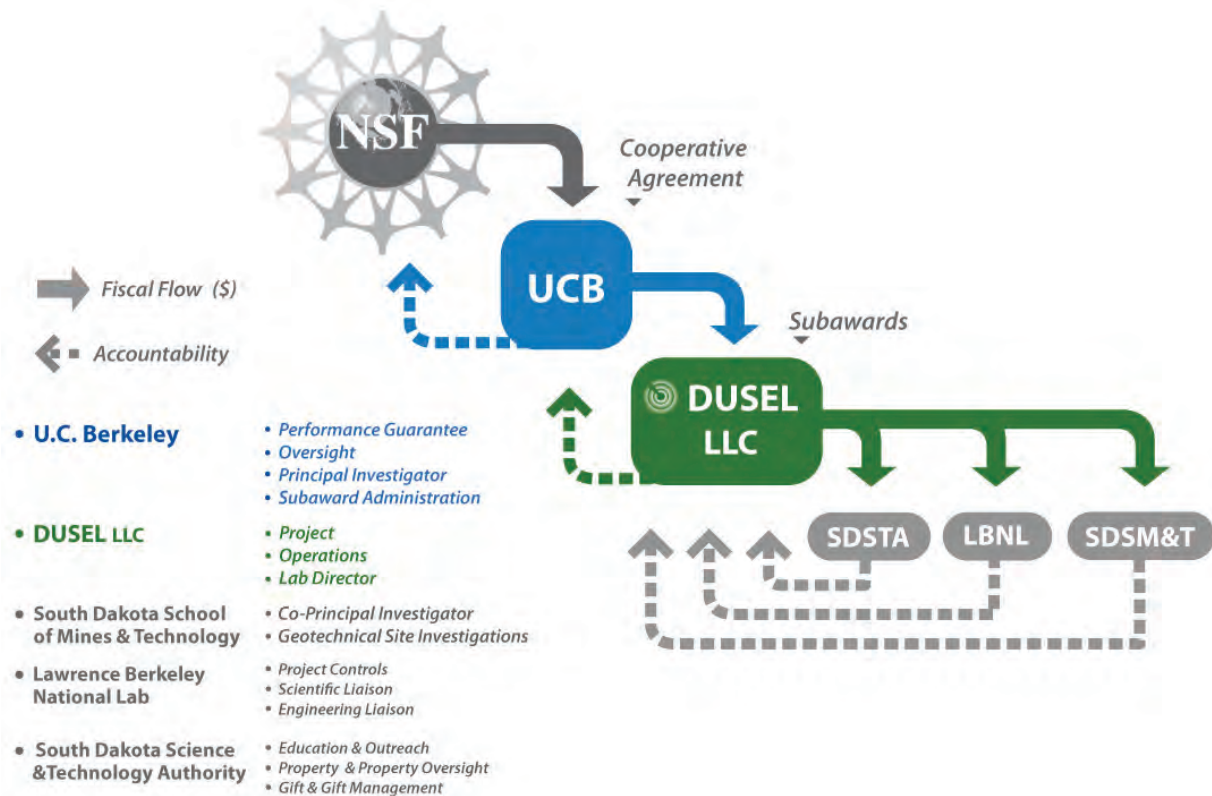 NSF
Cooperative
Agreement
UCB
Fiscal Flow ($)
Accountability
Subawards
DUSEL
LLC
SDSTA
LBNL
SDSM&T
• U.C. Berkeley
• Performance Guarantee
• Oversight
• Principal Investigator
• Subaward Administration
• DUSEL LLC
• Project
• Operations
• Lab Director
• South Dakota School
of Mines & Technology
• Co-Principal Investigator
• Geotechnical Site Investigations
• Lawrence Berkeley
National Lab
• Project Controls
• Scientific Liaison
• Engineering Liaison
• South Dakota Science
&Technology Authority
• Education & Outreach
• Property & Property Oversight
• Gift & Gift Management